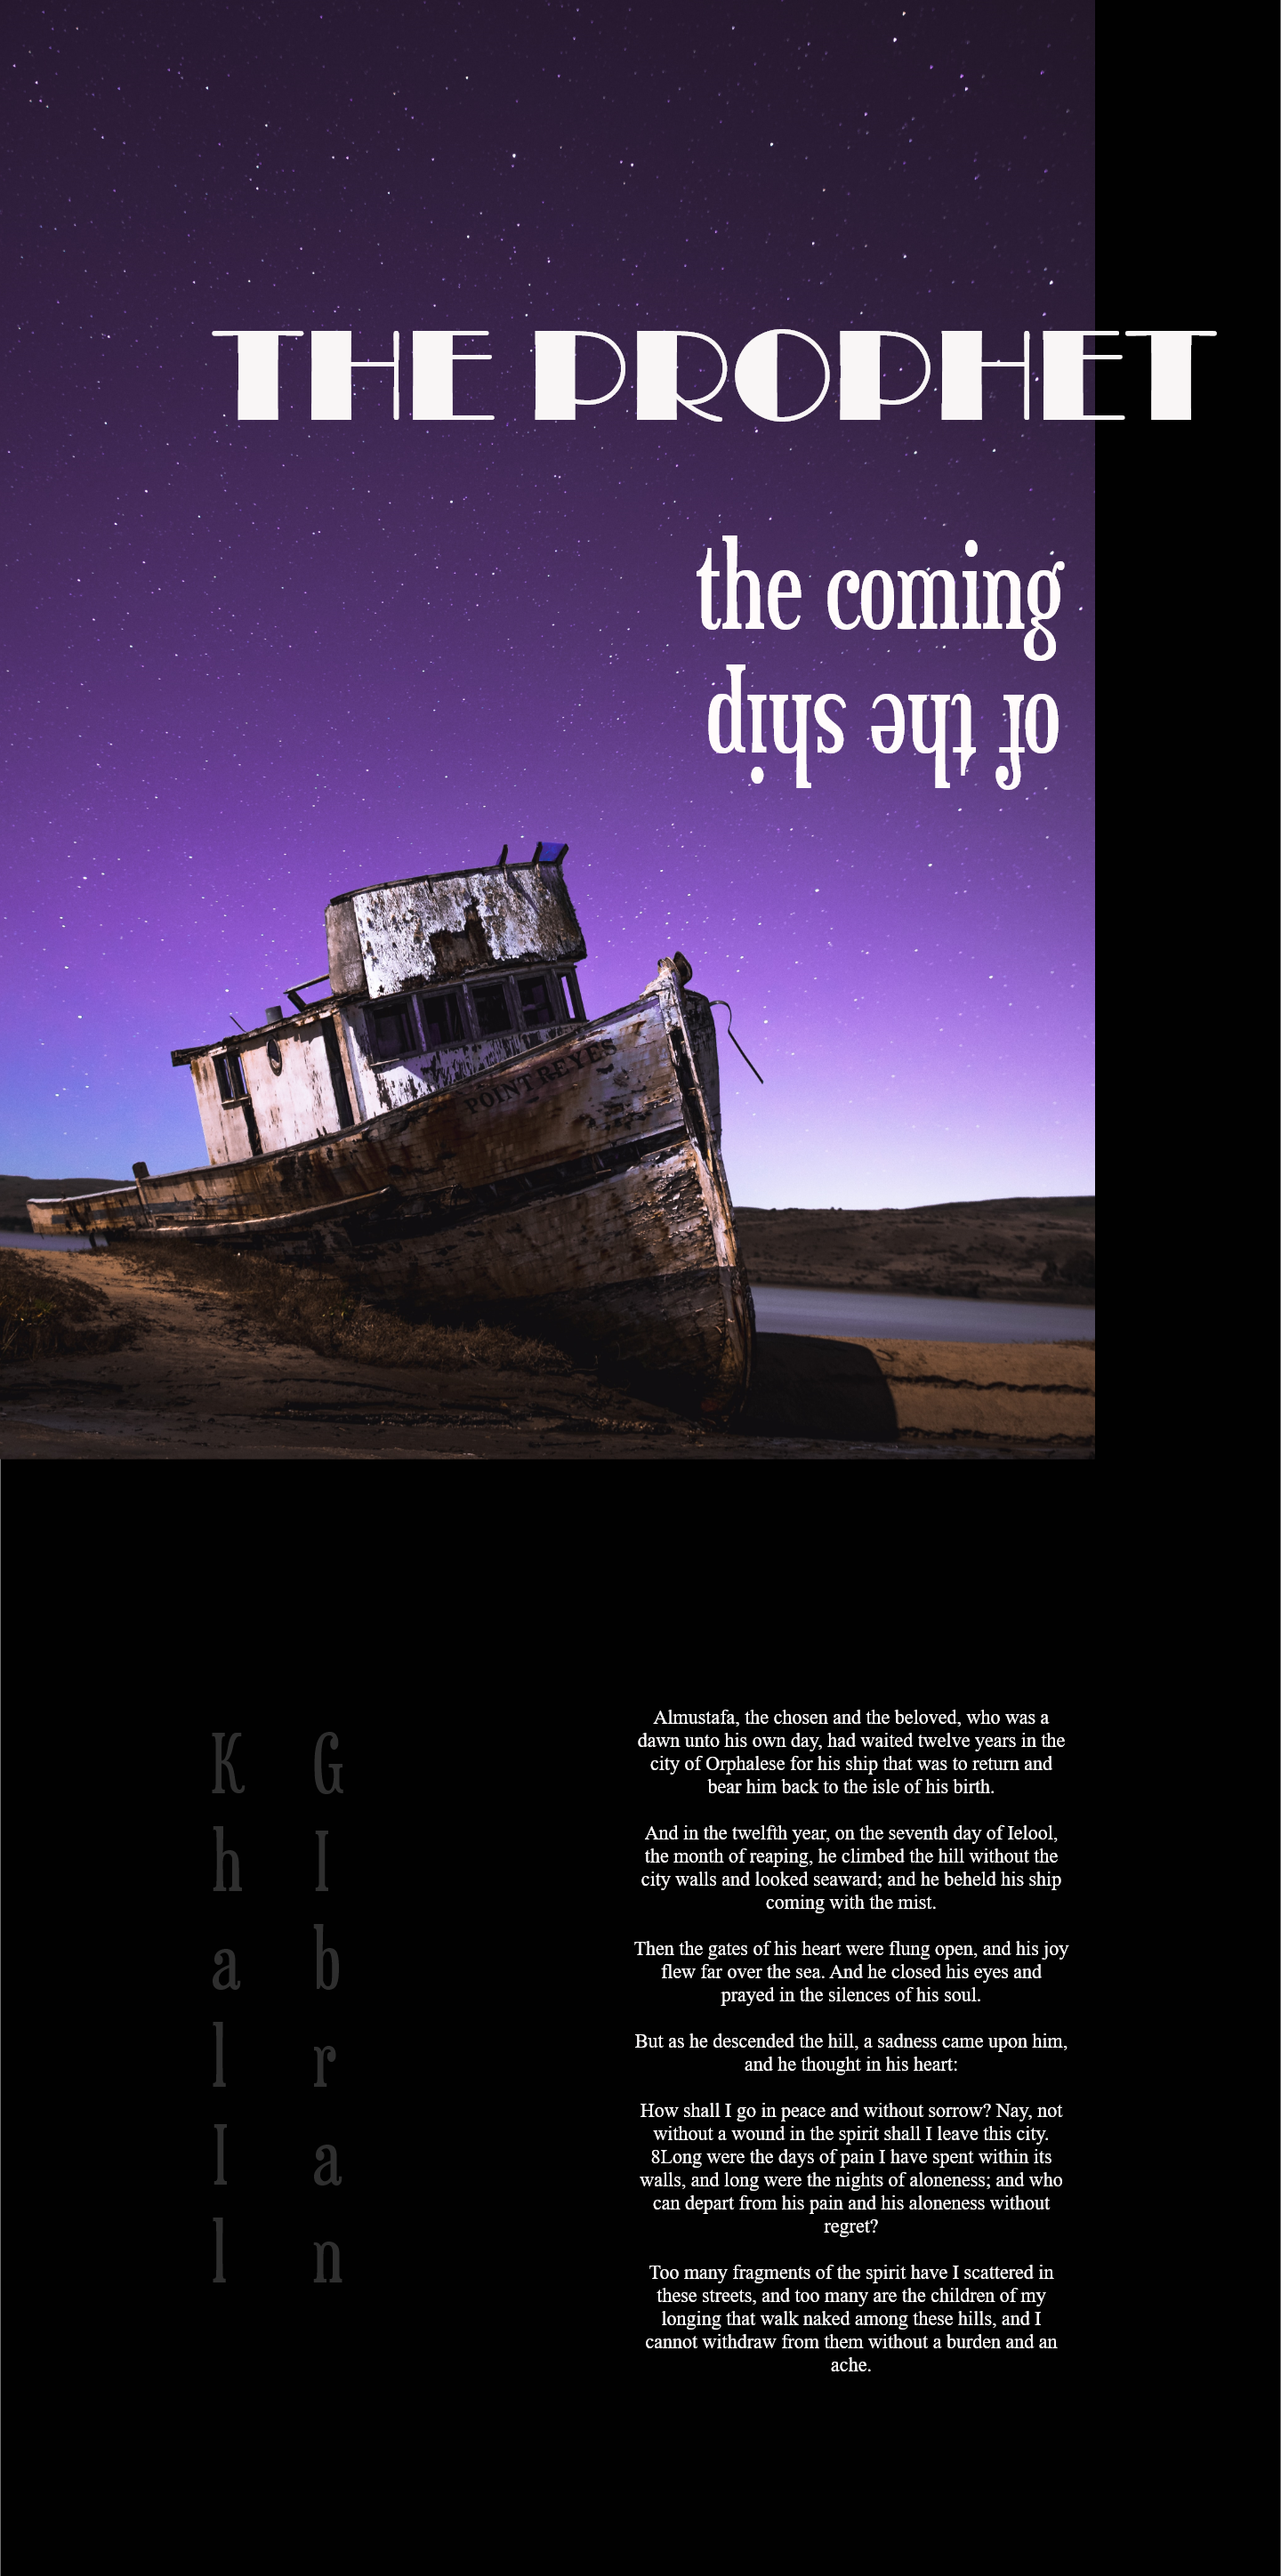 THE PROPHET
the coming
of the ship
POINT REYES
K G
h I
a b
l r
I a
l n
Almustafa, the chosen and the beloved, who was a
dawn unto his own day, had waited twelve years in the
city of Orphalese for his ship that was to return and
bear him back to the isle of his birth.
And in the twelfth year, on the seventh day of Ielool,
the month of reaping, he climbed the hill without the
city walls and looked seaward; and he beheld his ship
coming with the mist.
Then the gates of his heart were flung open, and his joy
flew far over the sea. And he closed his eyes and
prayed in the silences of his soul.
But as he descended the hill, a sadness came upon him,
and he thought in his heart:
How shall I go in peace and without sorrow? Nay, not
without a wound in the spirit shall I leave this city.
8Long were the days of pain I have spent within its
walls, and long were the nights of aloneness; and who
can depart from his pain and his aloneness without
regret?
Too many fragments of the spirit have I scattered in
these streets, and too many are the children of my
longing that walk naked among these hills, and I
cannot withdraw from them without a burden and an
ache.